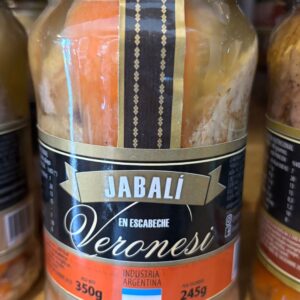 JABALÍ
EN ESCABECHE
Veronesi
INDUSTRIA
ARGENTINA
350g
245g